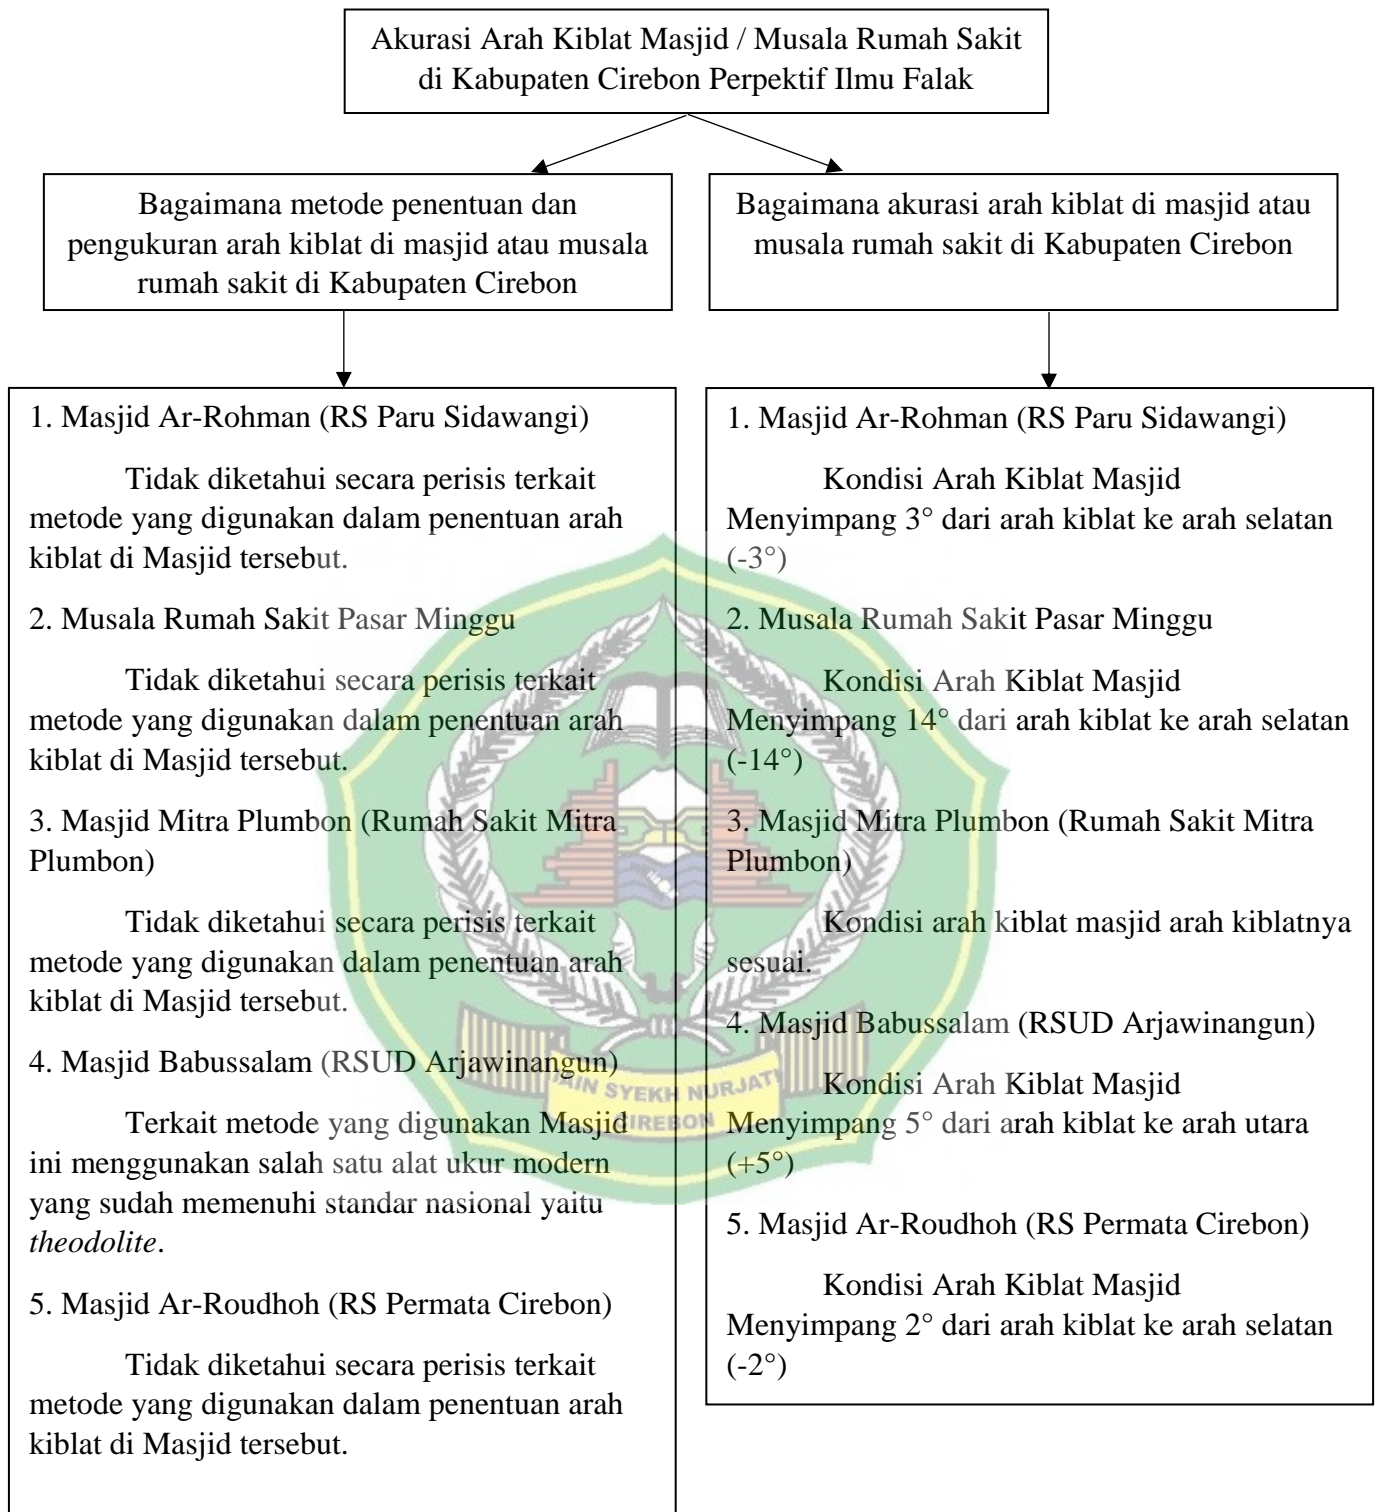 Akurasi Arah Kiblat Masjid / Musala Rumah Sakit
di Kabupaten Cirebon Perpektif Ilmu Falak
Bagaimana metode penentuan dan
pengukuran arah kiblat di masjid atau musala
rumah sakit di Kabupaten Cirebon
Bagaimana akurasi arah kiblat di masjid atau
musala rumah sakit di Kabupaten Cirebon
1. Masjid Ar-Rohman (RS Paru Sidawangi)
Tidak diketahui secara perisis terkait
metode yang digunakan dalam penentuan arah
kiblat di Masjid tersebut.
2. Musala Rumah Sakit Pasar Minggu
Tidak diketahui secara perisis terkait
metode yang digunakan dalam penentuan arah
kiblat di Masjid tersebut.
3. Masjid Mitra Plumbon (Rumah Sakit Mitra
Plumbon)
Tidak diketahui secara perisis terkait
metode yang digunakan dalam penentuan arah
kiblat di Masjid tersebut.
4. Masjid Babussalam (RSUD Arjawinangun)
Terkait metode yang digunakan Masjid
ini menggunakan salah satu alat ukur modern
yang sudah memenuhi standar nasional yaitu
theodolite.
5. Masjid Ar-Roudhoh (RS Permata Cirebon)
Tidak diketahui secara perisis terkait
metode yang digunakan dalam penentuan arah
kiblat di Masjid tersebut.
1. Masjid Ar-Rohman (RS Paru Sidawangi)
Kondisi Arah Kiblat Masjid
Menyimpang 3° dari arah kiblat ke arah selatan
(-3°)
2. Musala Rumah Sakit Pasar Minggu
Kondisi Arah Kiblat Masjid
Menyimpang 14° dari arah kiblat ke arah selatan
(-14°)
3. Masjid Mitra Plumbon (Rumah Sakit Mitra
Plumbon)
Kondisi arah kiblat masjid arah kiblatnya
sesuai.
4. Masjid Babussalam (RSUD Arjawinangun)
Kondisi Arah Kiblat Masjid
Menyimpang 5° dari arah kiblat ke arah utara
(+5°)
5. Masjid Ar-Roudhoh (RS Permata Cirebon)
Kondisi Arah Kiblat Masjid
Menyimpang 2° dari arah kiblat ke arah selatan
(-2°)
IAIN SYEKH NURJATI
CIREBON